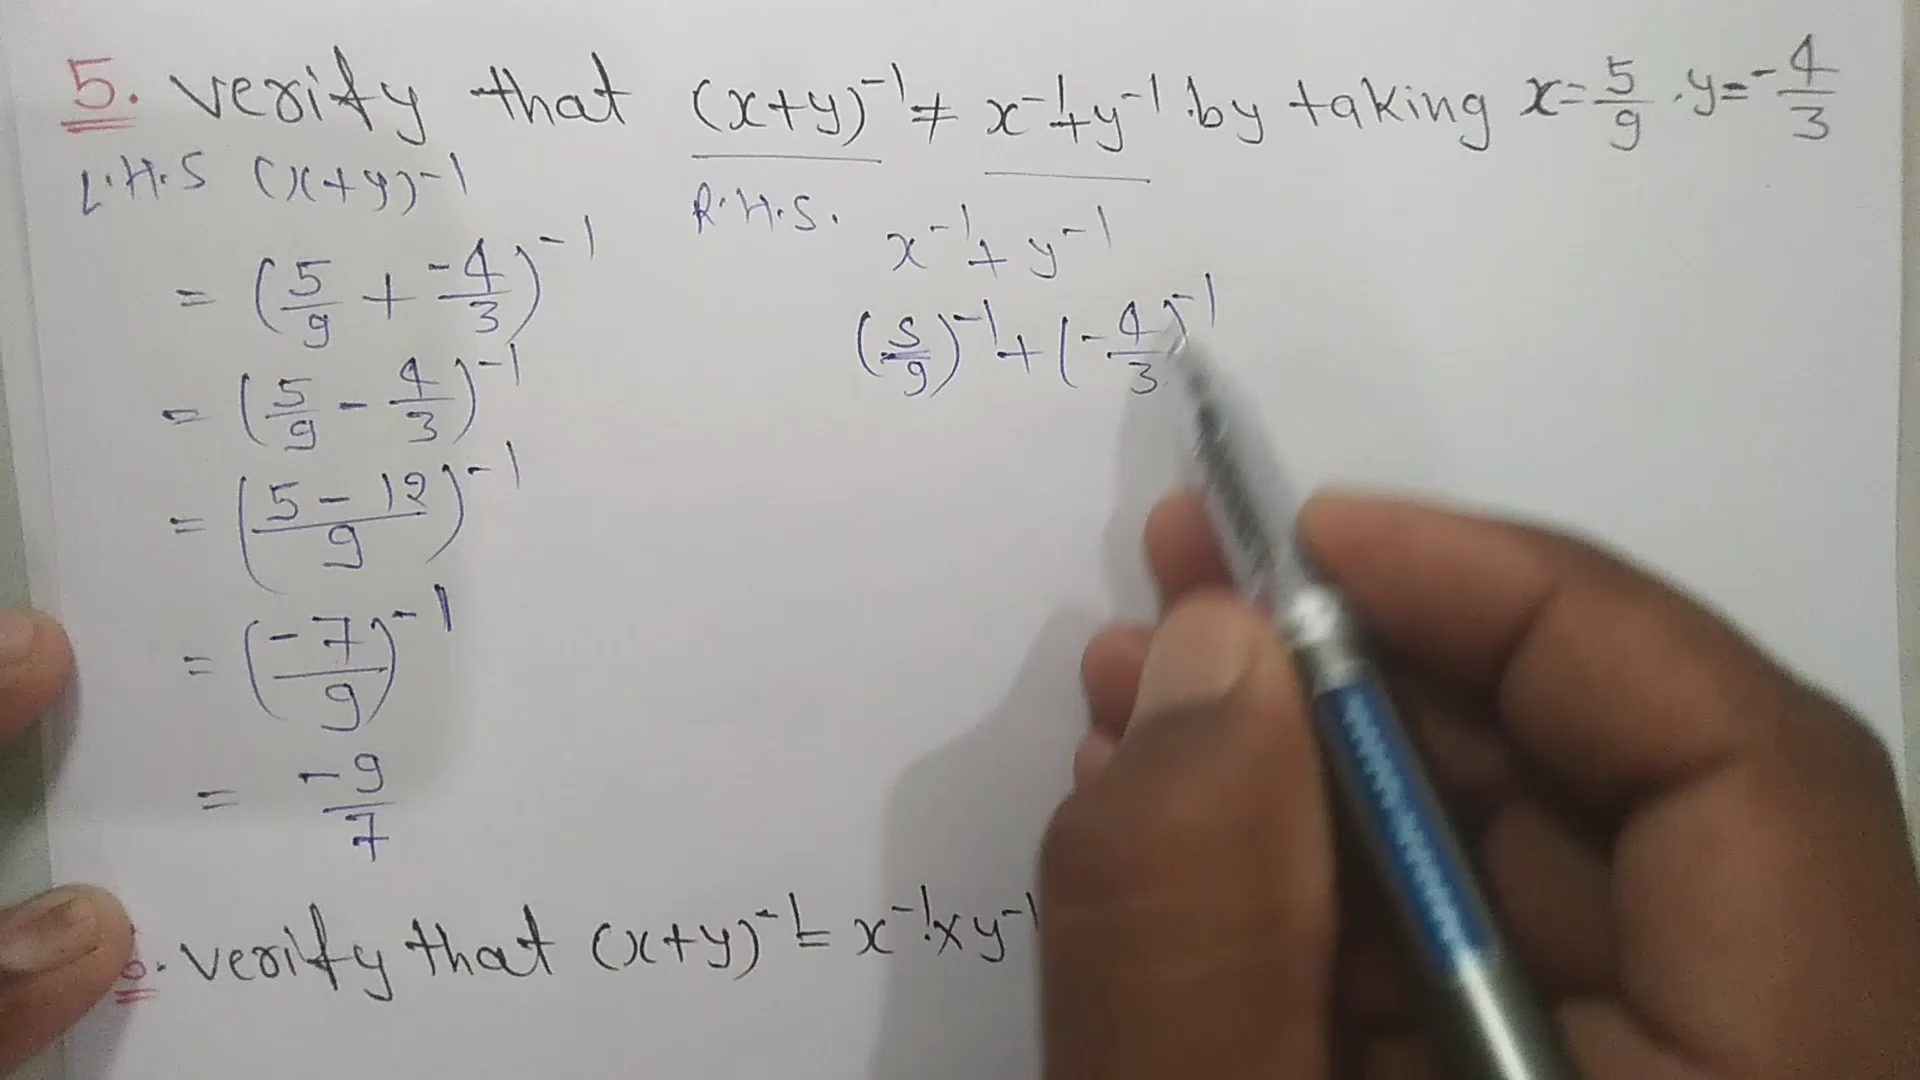 5. verify that (x+y)⁻¹ ≠ x⁻¹+y⁻¹ by taking x=5/9 . y=-4/3
L.H.S (x+y)⁻¹
= (5/9 + -4/3)⁻¹
= (5/9 - 4/3)⁻¹
= (5-12/9)⁻¹
= (-7/9)⁻¹
= -9/7
R.H.S.
x⁻¹+y⁻¹
(5/9)⁻¹+(-4/3)⁻¹
verify that (x+y)⁻¹ = x⁻¹×y⁻¹